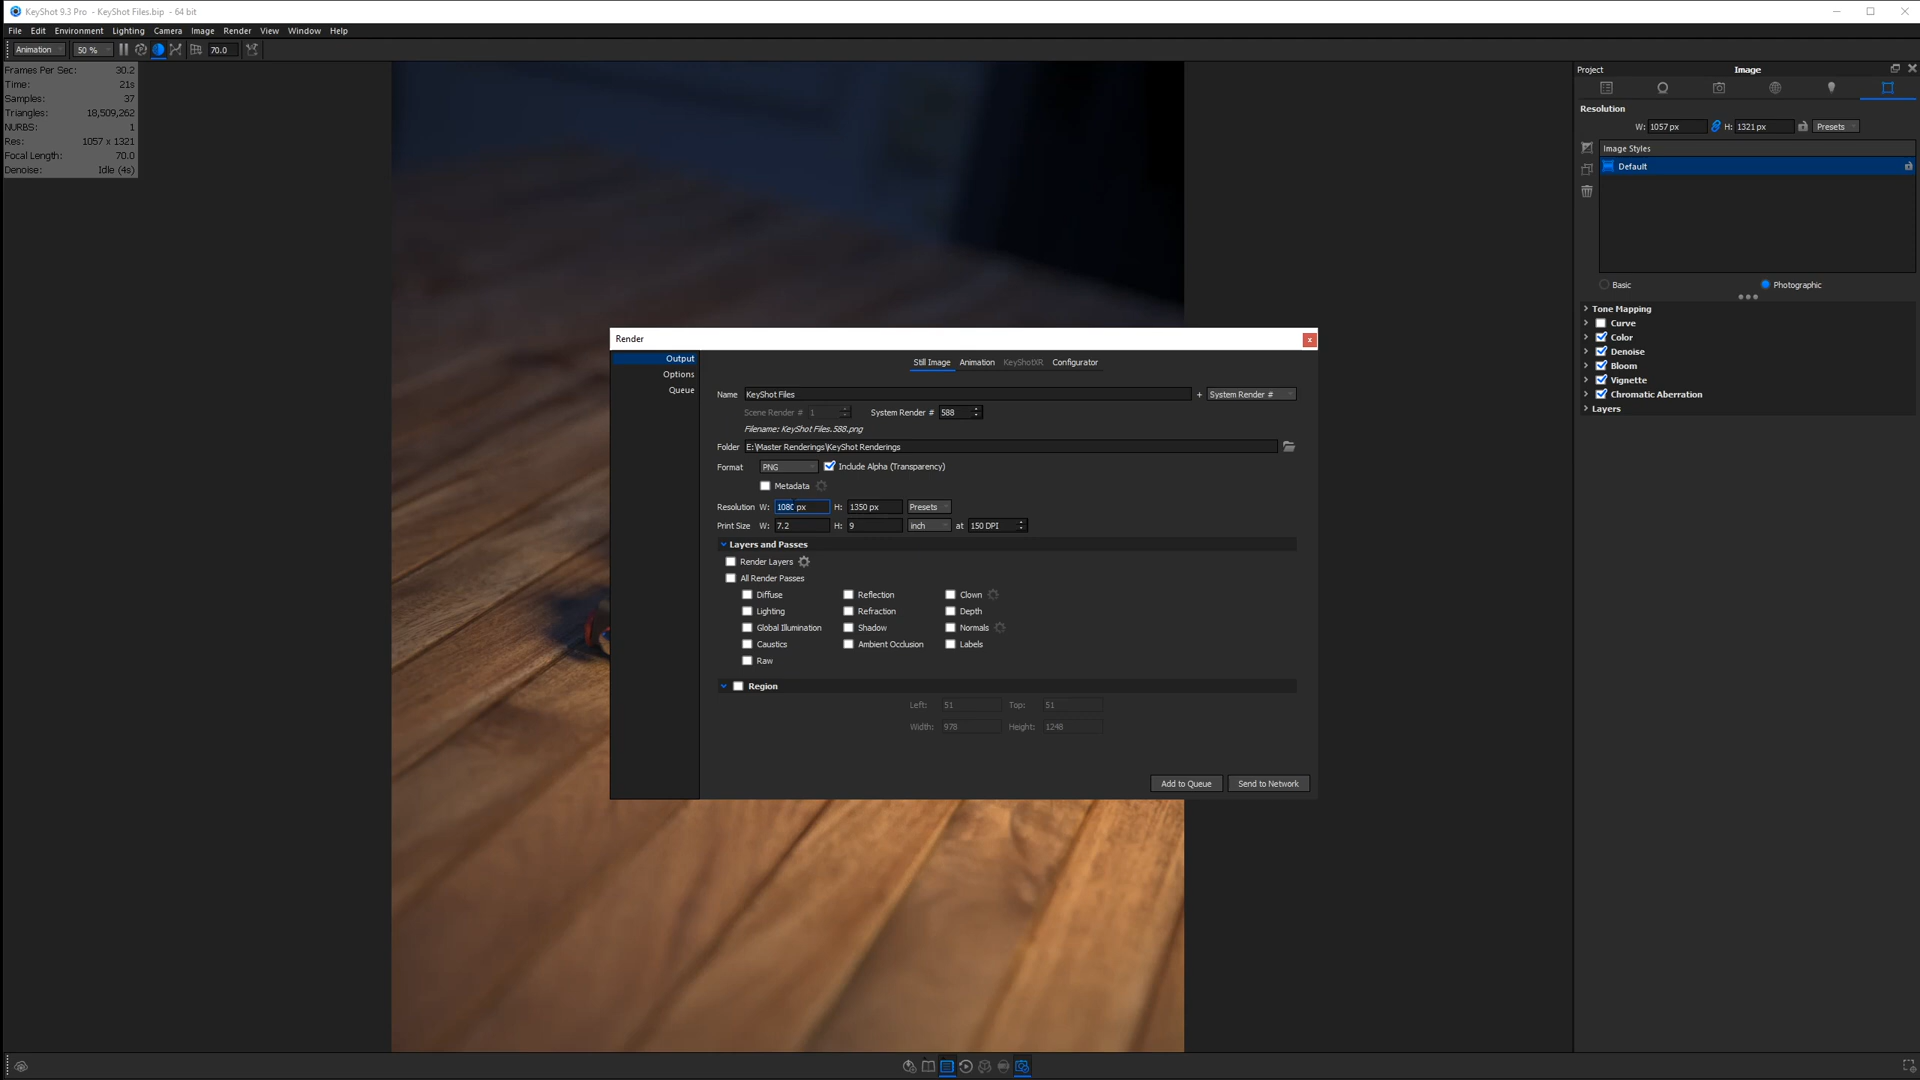 KeyShot 9.3 Pro - KeyShot Files.bip - 64 bit
File Edit Environment Lighting Camera Image Render View Window Help
Animation 50 % 70.0
Frames Per Sec: 30.2
Time: 21s
Samples: 37
Triangles: 18,509,262
NURBS: 1
Res: 1057 x 1321
Focal Length: 70.0
Denoise: Idle (4s)
Project Image
Resolution
W: 1057 px H: 1321 px Presets
Image Styles
Default
Basic Photographic
Tone Mapping
Curve
Color
Denoise
Bloom
Vignette
Chromatic Aberration
Layers
Render
Output
Options
Queue
Still Image Animation KeyShotXR Configurator
Name KeyShot Files + System Render #
Scene Render # 1 System Render # 588
Filename: KeyShot Files.588.png
Folder E:\Master Renderings\KeyShot Renderings
Format PNG Include Alpha (Transparency)
Metadata
Resolution W: 1080 px H: 1350 px Presets
Print Size W: 7.2 H: 9 inch at 150 DPI
Layers and Passes
Render Layers
All Render Passes
Diffuse Reflection Clown
Lighting Refraction Depth
Global Illumination Shadow Normals
Caustics Ambient Occlusion Labels
Raw
Region
Left: 51 Top: 51
Width: 978 Height: 1248
Add to Queue Send to Network